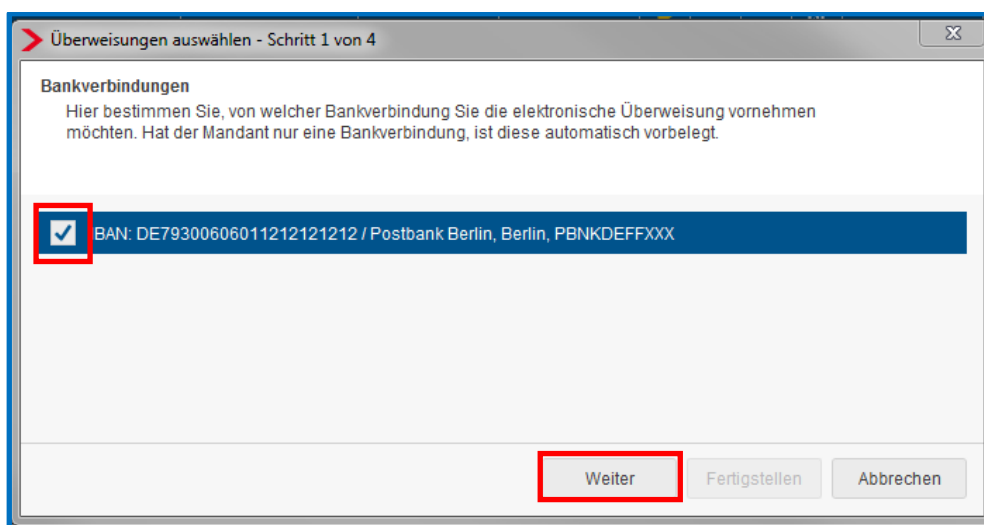 Überweisungen auswählen - Schritt 1 von 4
Bankverbindungen
Hier bestimmen Sie, von welcher Bankverbindung Sie die elektronische Überweisung vornehmen
möchten. Hat der Mandant nur eine Bankverbindung, ist diese automatisch vorbelegt.
BAN: DE79300606011212121212 / Postbank Berlin, Berlin, PBNKDEFFXXX
Weiter
Fertigstellen
Abbrechen